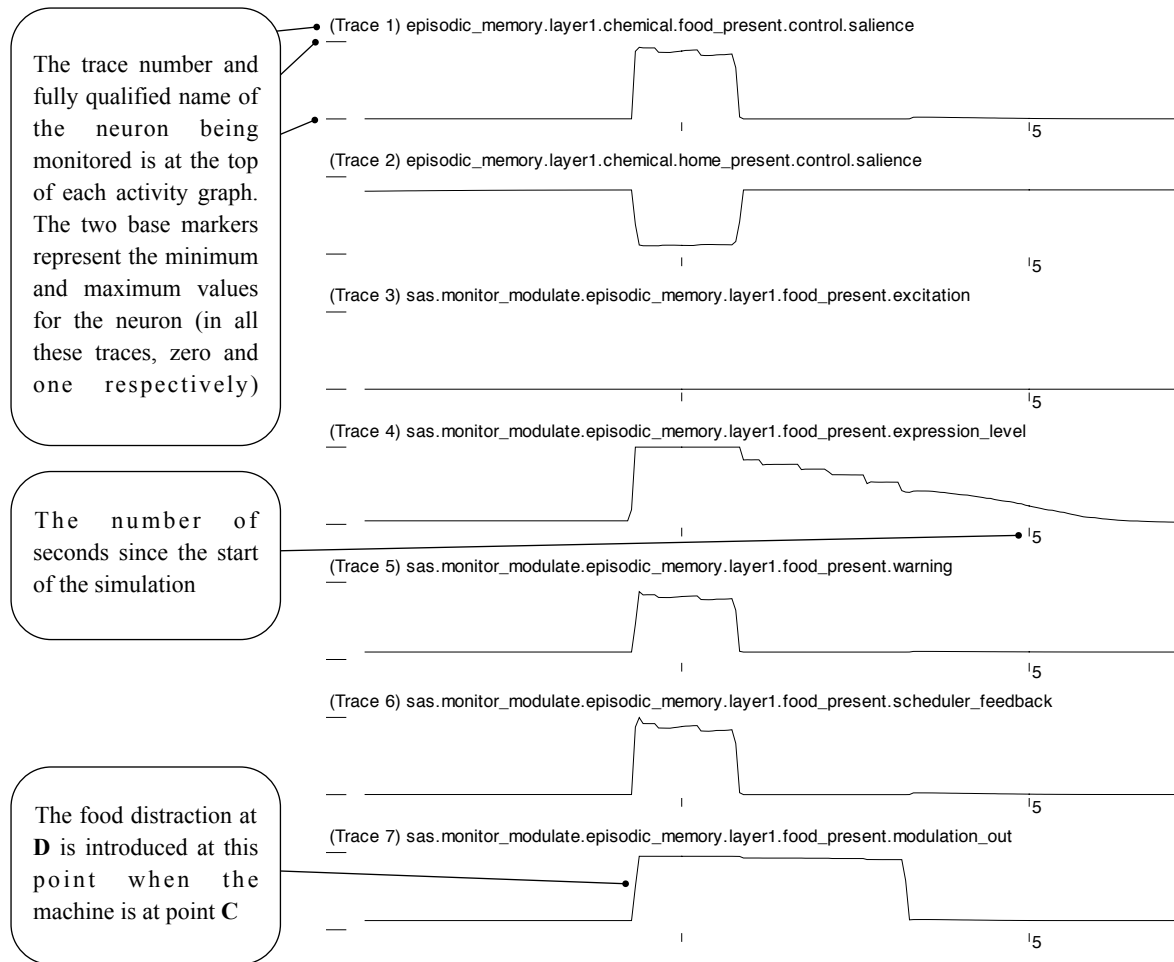 (Trace 1) episodic_memory.layer1.chemical.food_present.control.salience
The trace number and
fully qualified name of
the neuron being
monitored is at the top
of each activity graph.
The two base markers
represent the minimum
and maximum values
for the neuron (in all
these traces, zero and
one respectively)
5
(Trace 2) episodic_memory.layer1.chemical.home_present.control.salience
5
(Trace 3) sas.monitor_modulate.episodic_memory.layer1.food_present.excitation
5
(Trace 4) sas.monitor_modulate.episodic_memory.layer1.food_present.expression_level
The number of
seconds since the start
of the simulation
5
(Trace 5) sas.monitor_modulate.episodic_memory.layer1.food_present.warning
5
(Trace 6) sas.monitor_modulate.episodic_memory.layer1.food_present.scheduler_feedback
5
The food distraction at
D is introduced at this
point when the
machine is at point C
(Trace 7) sas.monitor_modulate.episodic_memory.layer1.food_present.modulation_out
5